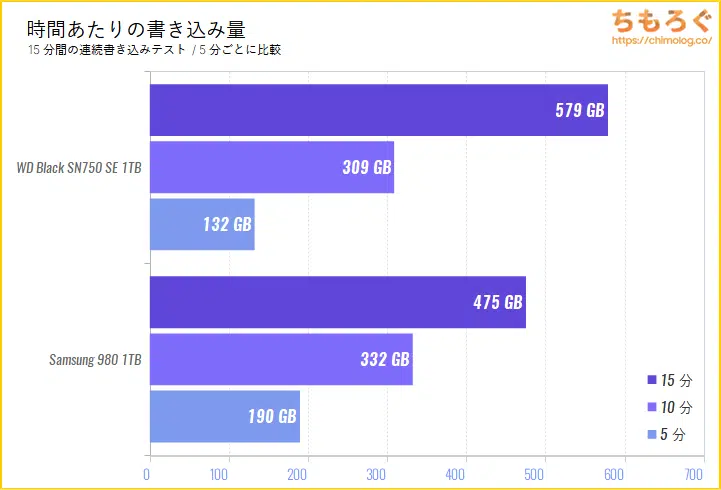 時間あたりの書き込み量
15 分間の連続書き込みテスト / 5 分ごとに比較
ちもろぐ
https://chimolog.co/
WD Black SN750 SE 1TB
579 GB
309 GB
132 GB
Samsung 980 1TB
475 GB
332 GB
190 GB
15 分
10 分
5 分
0 100 200 300 400 500 600 700